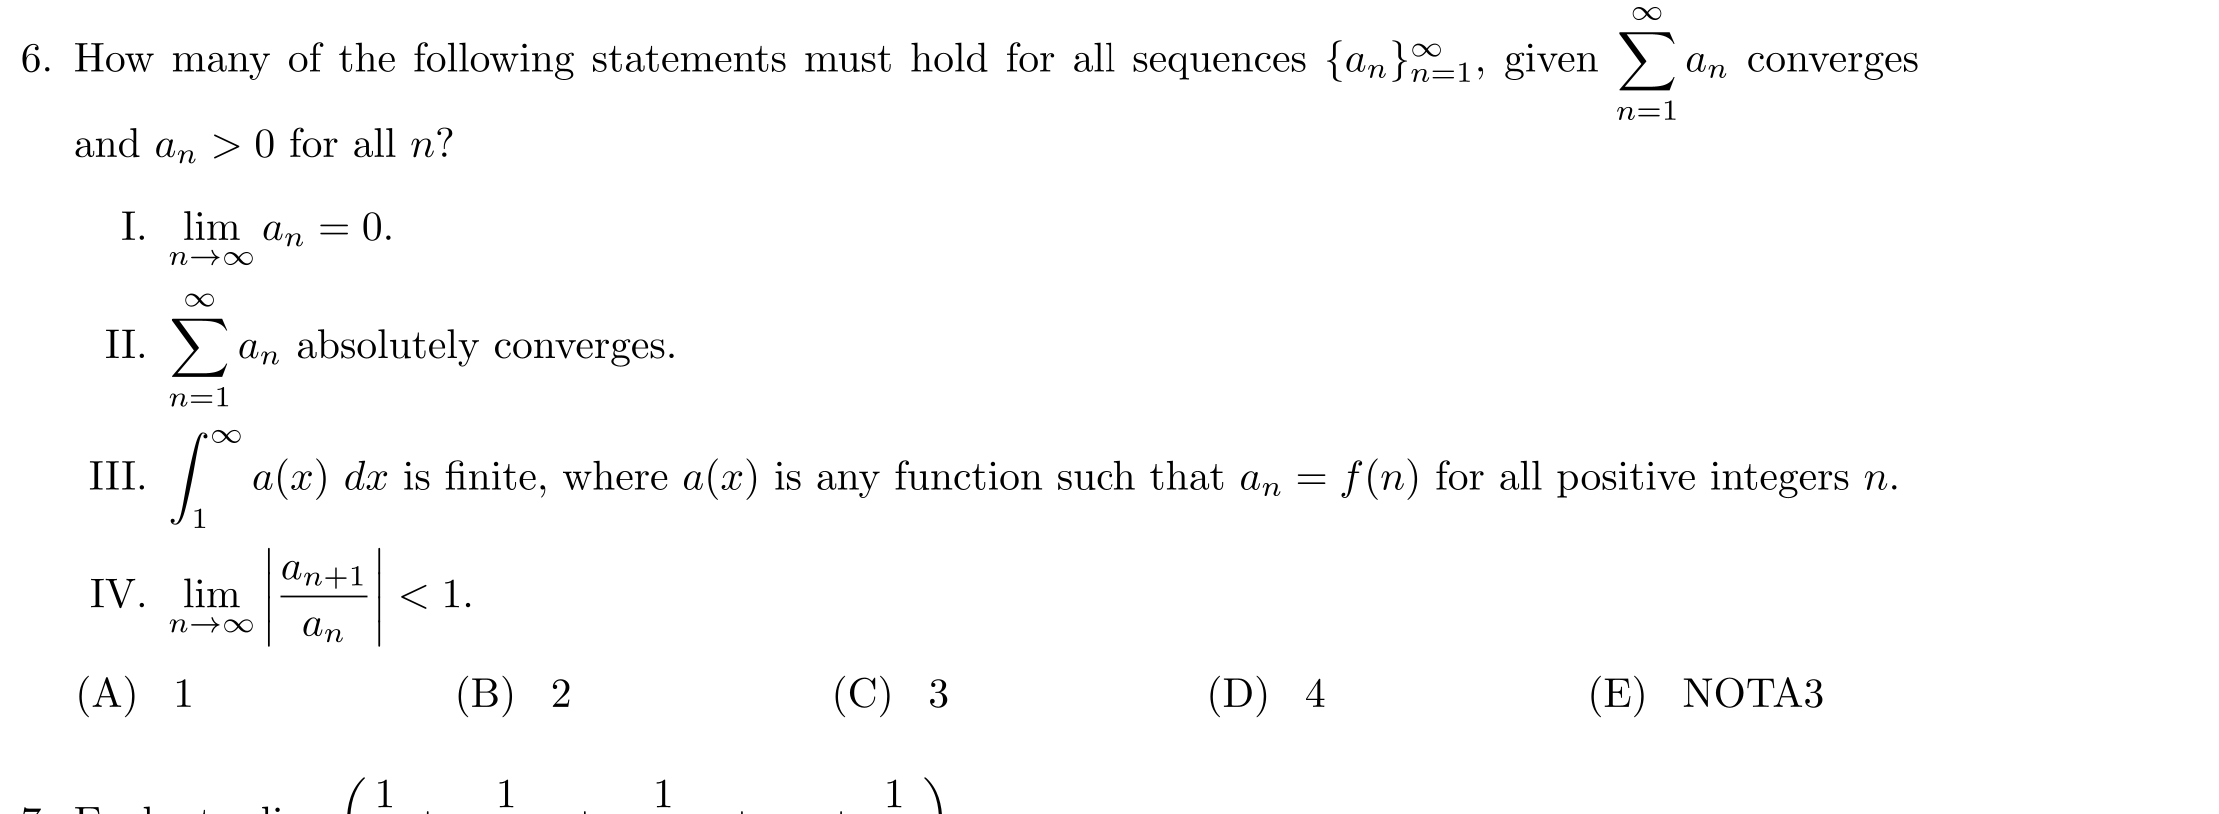 6. How many of the following statements must hold for all sequences $\{a_n\}_{n=1}^{\infty}$, given $\sum_{n=1}^{\infty} a_n$ converges
and $a_n > 0$ for all $n$?
I. $\lim_{n\to\infty} a_n = 0$.
II. $\sum_{n=1}^{\infty} a_n$ absolutely converges.
III. $\int_1^{\infty} a(x)\ dx$ is finite, where $a(x)$ is any function such that $a_n = f(n)$ for all positive integers $n$.
IV. $\lim_{n\to\infty} \left|\frac{a_{n+1}}{a_n}\right| < 1$.
(A) 1 (B) 2 (C) 3 (D) 4 (E) NOTA3